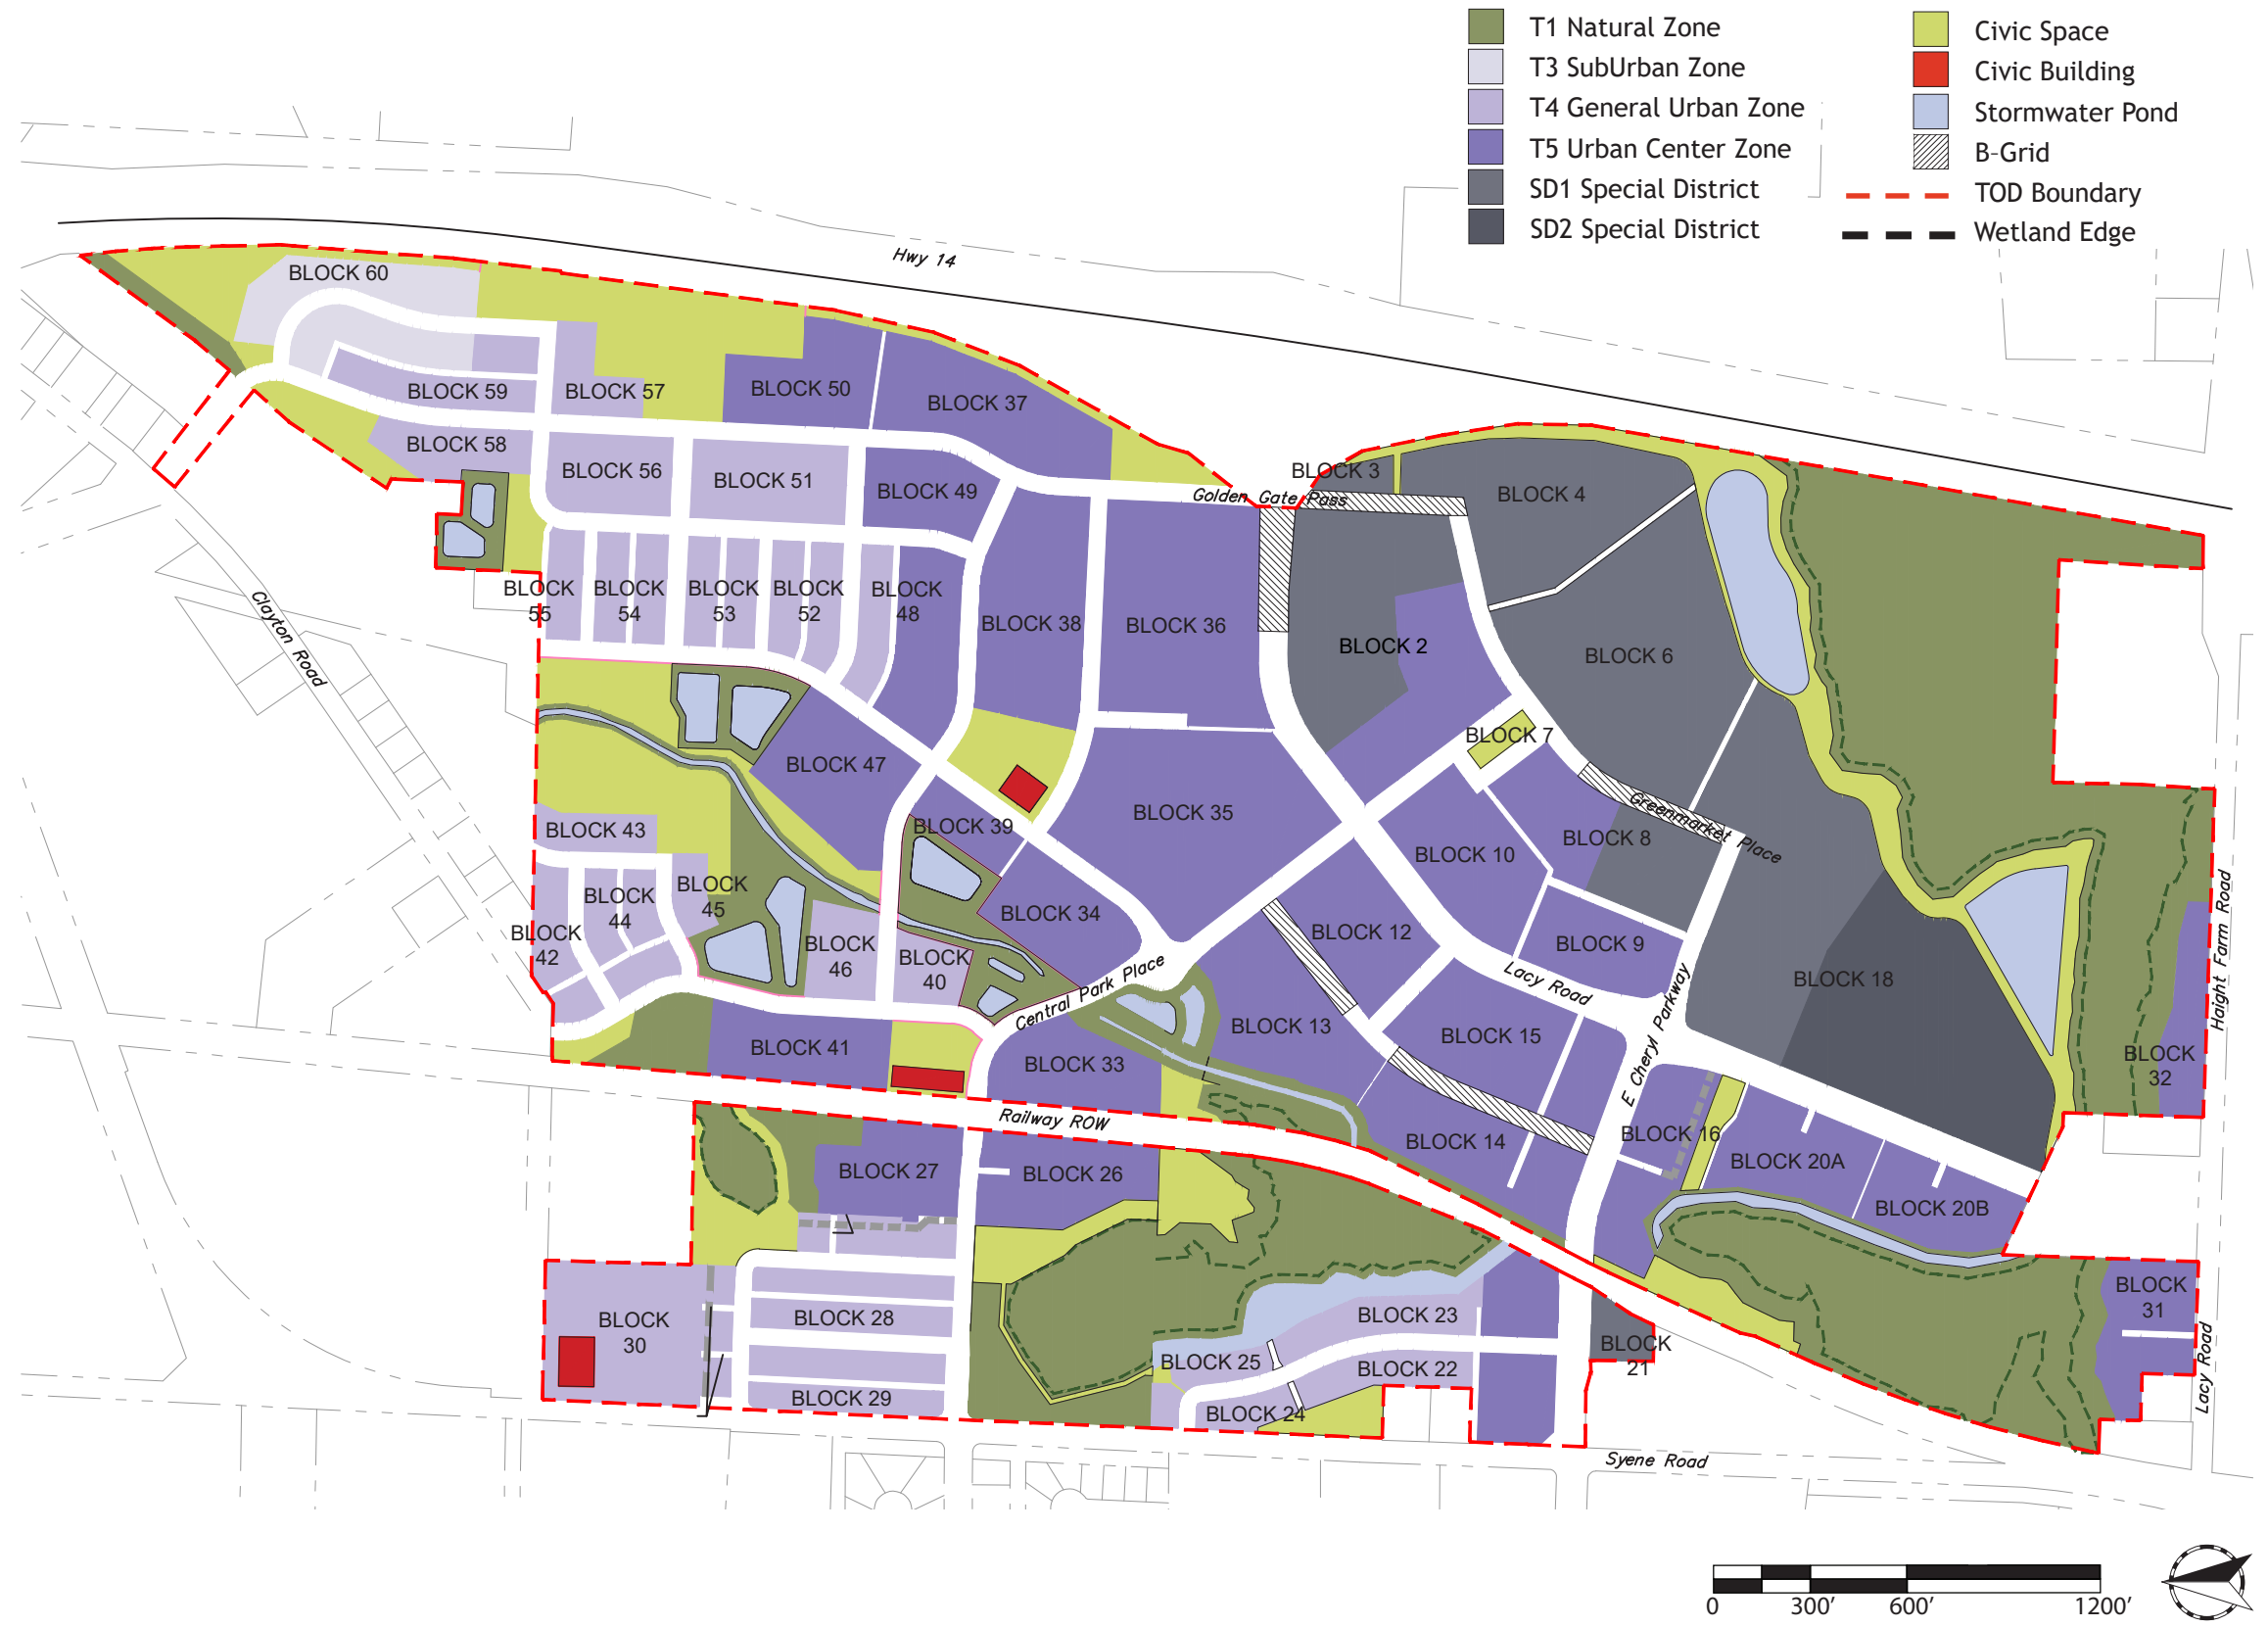 T1 Natural Zone
T3 SubUrban Zone
T4 General Urban Zone
T5 Urban Center Zone
SD1 Special District
SD2 Special District
Civic Space
Civic Building
Stormwater Pond
B-Grid
TOD Boundary
Wetland Edge
Hwy 14
BLOCK 60
BLOCK 59
BLOCK 57
BLOCK 50
BLOCK 37
BLOCK 58
BLOCK 56
BLOCK 51
BLOCK 49
Golden Gate Pass
BLOCK 3
BLOCK 4
BLOCK
55
BLOCK
54
BLOCK
53
BLOCK
52
BLOCK
48
BLOCK 38
BLOCK 36
BLOCK 2
BLOCK 6
Clayton Road
BLOCK 7
BLOCK 47
BLOCK 39
BLOCK 35
Greenmarket Place
BLOCK 8
BLOCK 10
BLOCK 43
BLOCK
44
BLOCK
45
BLOCK
42
BLOCK
46
BLOCK
40
BLOCK 34
BLOCK 12
BLOCK 9
BLOCK 18
Central Park Place
Lacy Road
E Cheryl Parkway
Haight Farm Road
BLOCK 41
BLOCK 33
BLOCK 13
BLOCK 15
BLOCK
32
Railway ROW
BLOCK 14
BLOCK 16
BLOCK 20A
BLOCK 20B
BLOCK 27
BLOCK 26
BLOCK
30
BLOCK 28
BLOCK 29
BLOCK 23
BLOCK 25
BLOCK 22
BLOCK 24
BLOCK
21
BLOCK
31
Lacy Road
Syene Road
0 300’ 600’ 1200’